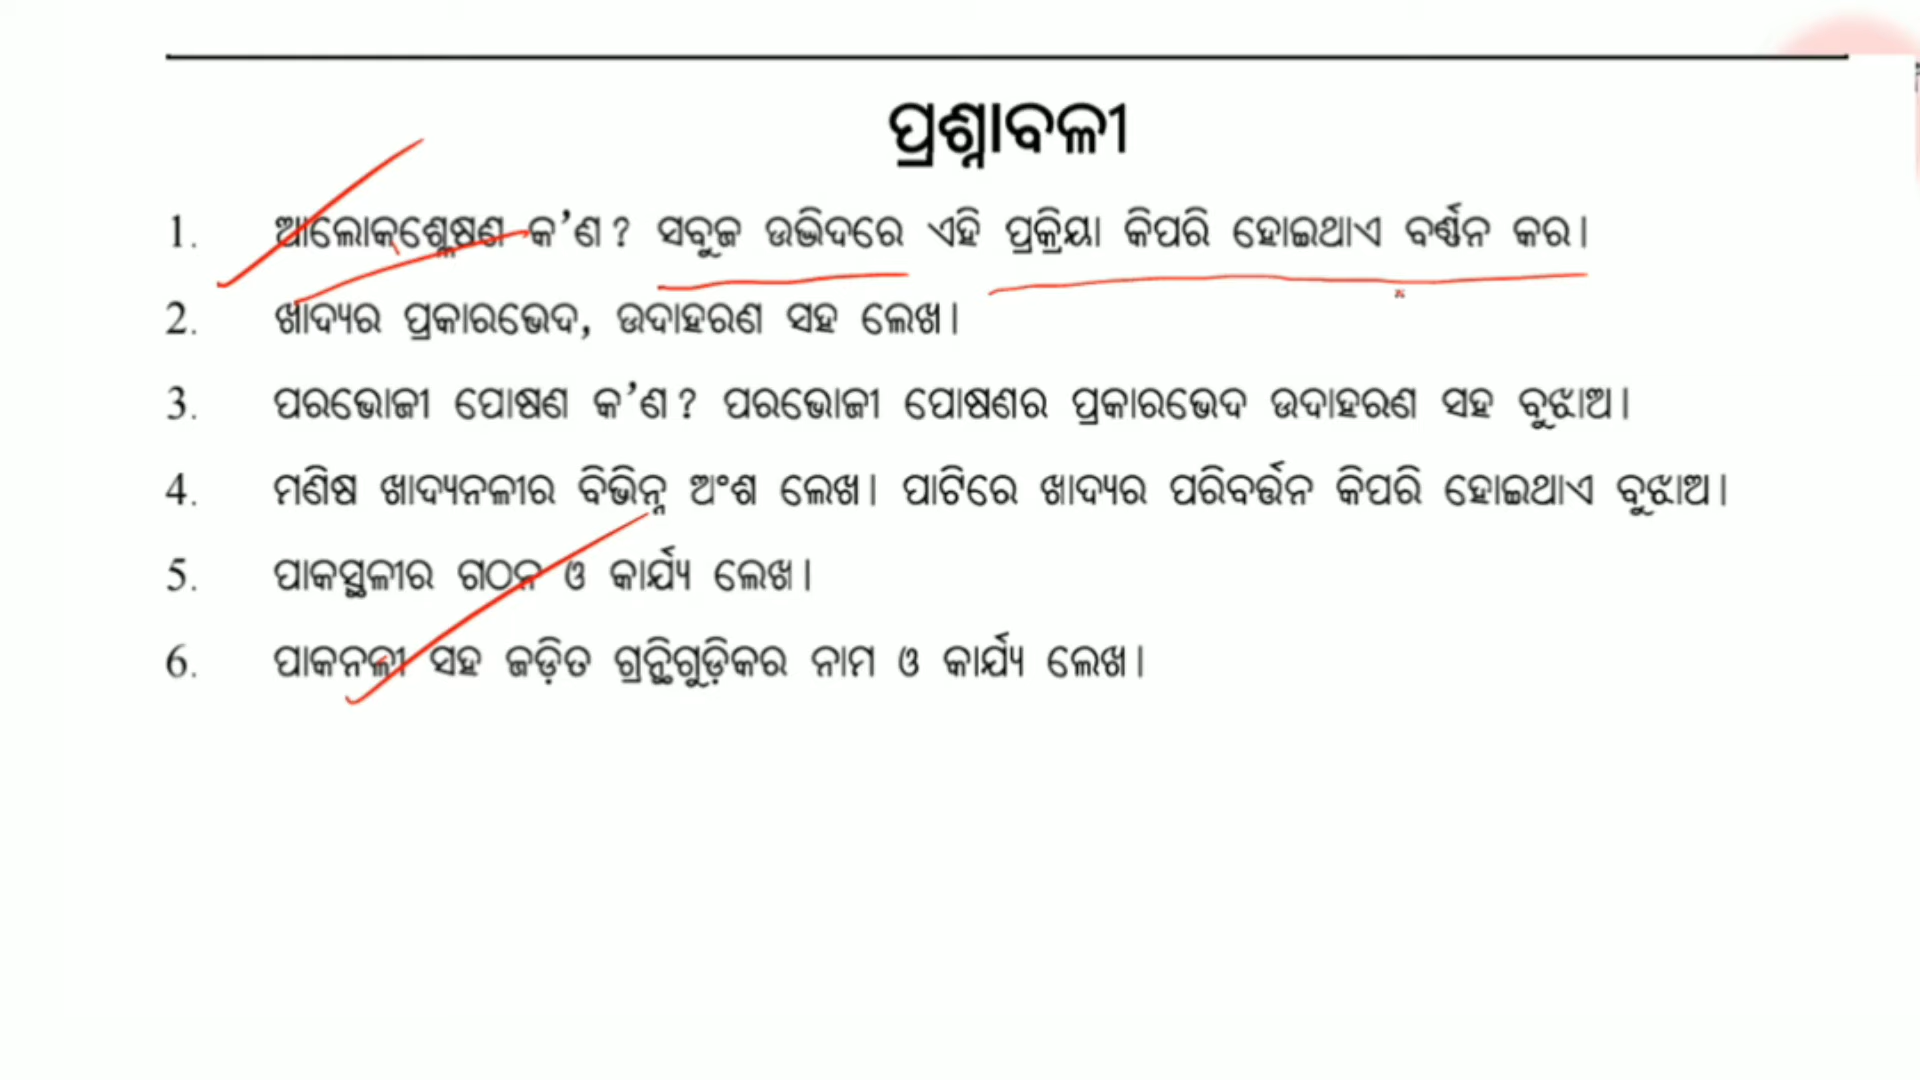 ପ୍ରଶ୍ନାବଳୀ
1. ଆଲୋକଶ୍ଳେଷଣ କ’ଣ ? ସବୁଜ ଉଦ୍ଭିଦରେ ଏହି ପ୍ରକ୍ରିୟା କିପରି ହୋଇଥାଏ ବର୍ଣ୍ଣନ କର।
2. ଖାଦ୍ୟର ପ୍ରକାରଭେଦ, ଉଦାହରଣ ସହ ଲେଖ।
3. ପରଭୋଜୀ ପୋଷଣ କ’ଣ ? ପରଭୋଜୀ ପୋଷଣର ପ୍ରକାରଭେଦ ଉଦାହରଣ ସହ ବୁଝାଅ।
4. ମଣିଷ ଖାଦ୍ୟନଳୀର ବିଭିନ୍ନ ଅଂଶ ଲେଖ। ପାଟିରେ ଖାଦ୍ୟର ପରିବର୍ତ୍ତନ କିପରି ହୋଇଥାଏ ବୁଝାଅ।
5. ପାକସ୍ଥଳୀର ଗଠନ ଓ କାର୍ଯ୍ୟ ଲେଖ।
6. ପାକନଳୀ ସହ ଜଡ଼ିତ ଗ୍ରନ୍ଥିଗୁଡ଼ିକର ନାମ ଓ କାର୍ଯ୍ୟ ଲେଖ।